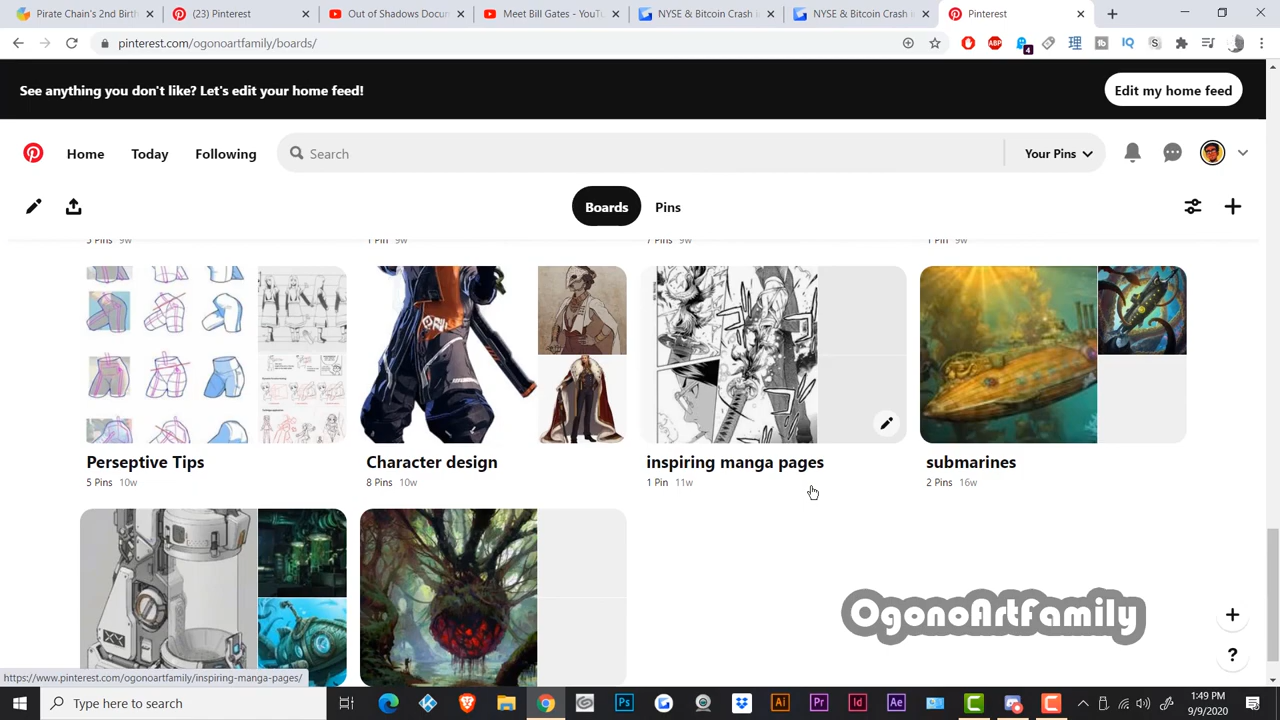 Pirate Chain's 2nd Birth
(23) Pinterest
Out of Shadows Docum
Meet Bill Gates - YouTu
NYSE & Bitcoin Crash i
NYSE & Bitcoin Crash i
Pinterest
pinterest.com/ogonoartfamily/boards/
See anything you don't like? Let's edit your home feed!
Edit my home feed
Home
Today
Following
Search
Your Pins
Boards
Pins
5 Pins 9w
1 Pin 9w
7 Pins 9w
1 Pin 9w
Perseptive Tips
5 Pins 10w
Character design
8 Pins 10w
inspiring manga pages
1 Pin 11w
submarines
2 Pins 16w
OgonoArtFamily
https://www.pinterest.com/ogonoartfamily/inspiring-manga-pages/
Type here to search
1:49 PM
9/9/2020